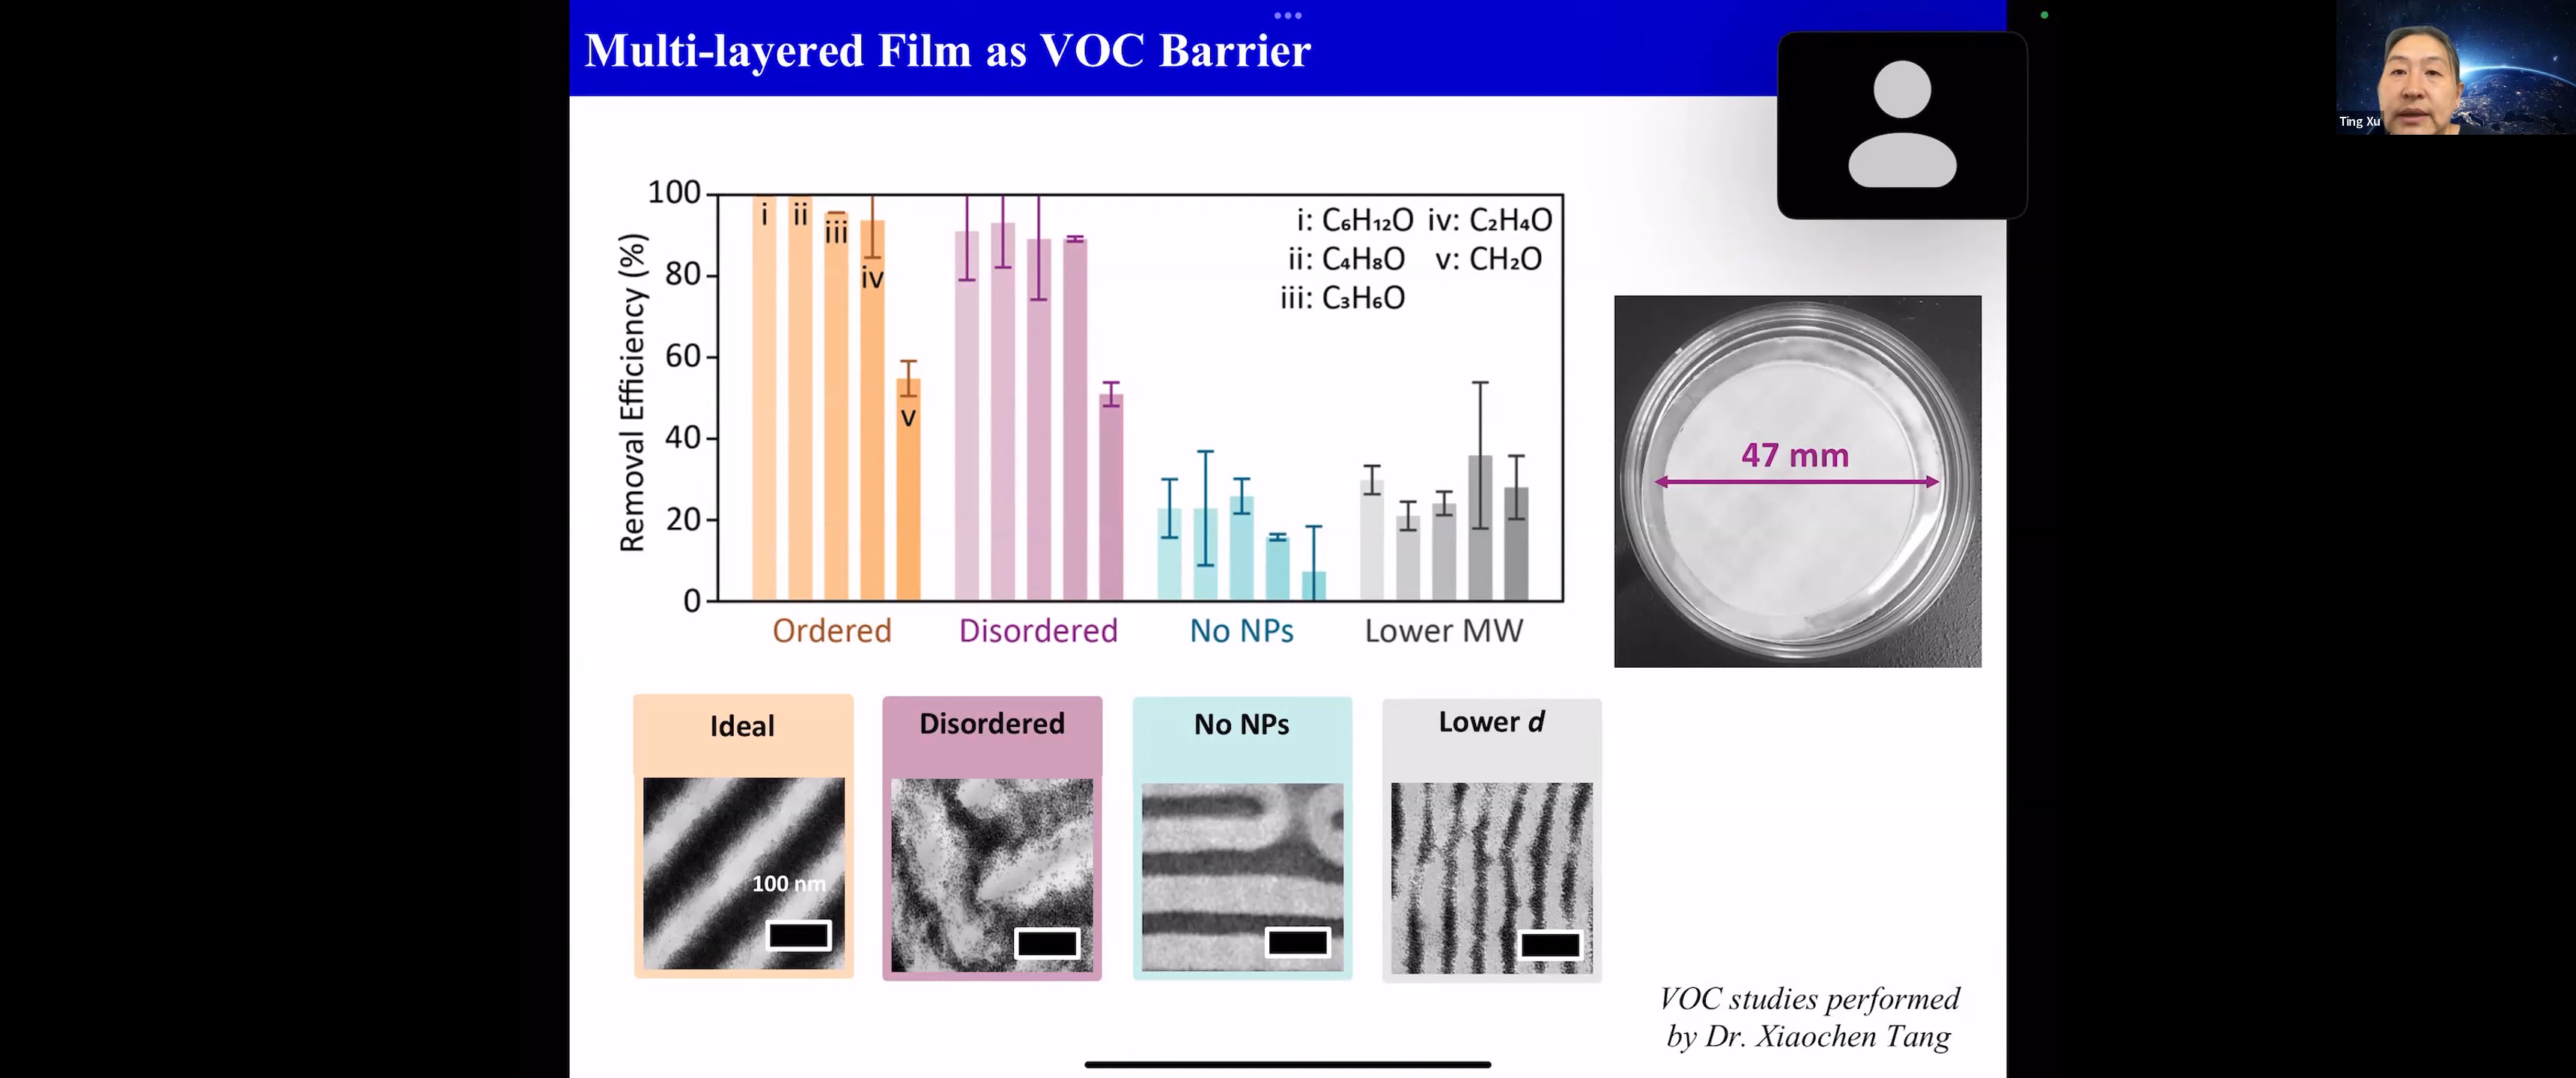 Multi-layered Film as VOC Barrier
Ting Xu
Removal Efficiency (%)
100
80
60
40
20
0
i
ii
iii
iv
v
i: C₆H₁₂O iv: C₂H₄O
ii: C₄H₈O v: CH₂O
iii: C₃H₆O
Ordered
Disordered
No NPs
Lower MW
47 mm
Ideal
100 nm
Disordered
No NPs
Lower d
VOC studies performed
by Dr. Xiaochen Tang